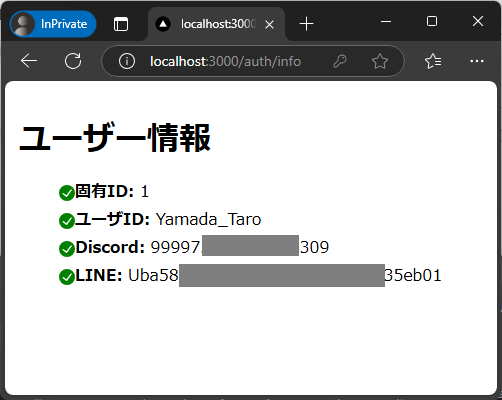 InPrivate
localhost:3000
localhost:3000/auth/info
ユーザー情報
固有ID: 1
ユーザID: Yamada_Taro
Discord: 99997 309
LINE: Uba58 35eb01